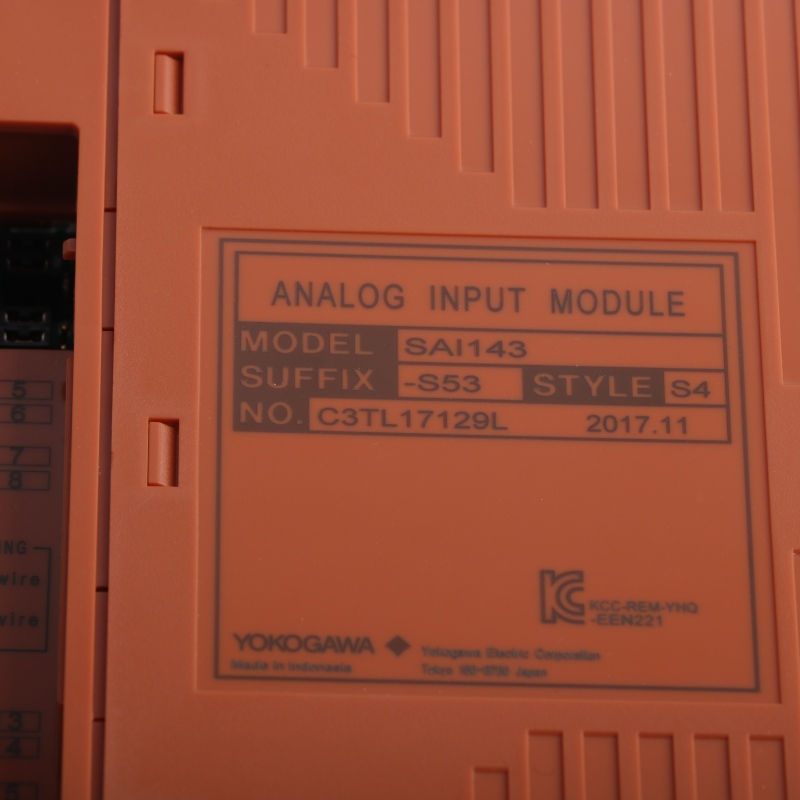 ANALOG INPUT MODULE
MODEL SAI143
SUFFIX -S53 STYLE S4
NO. C3TL17129L 2017.11
KCC-REM-YHQ
-EEN221
YOKOGAWA
Yokogawa Electric Corporation
Made in Indonesia
Tokyo 180-8750 Japan
5
6
7
8
wire
wire
3
4
5